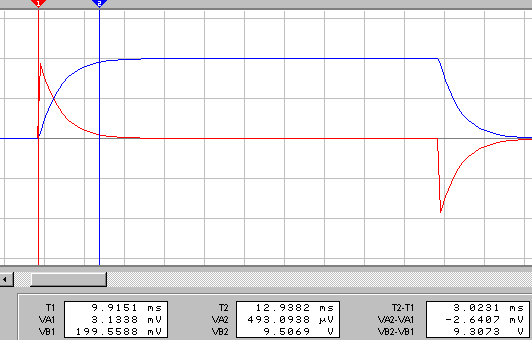 1 2
T1 9.9151 ms T2 12.9382 ms T2-T1 3.0231 ms
VA1 3.1338 mV VA2 493.0938 µV VA2-VA1 -2.6407 mV
VB1 199.5588 mV VB2 9.5069 V VB2-VB1 9.3073 V